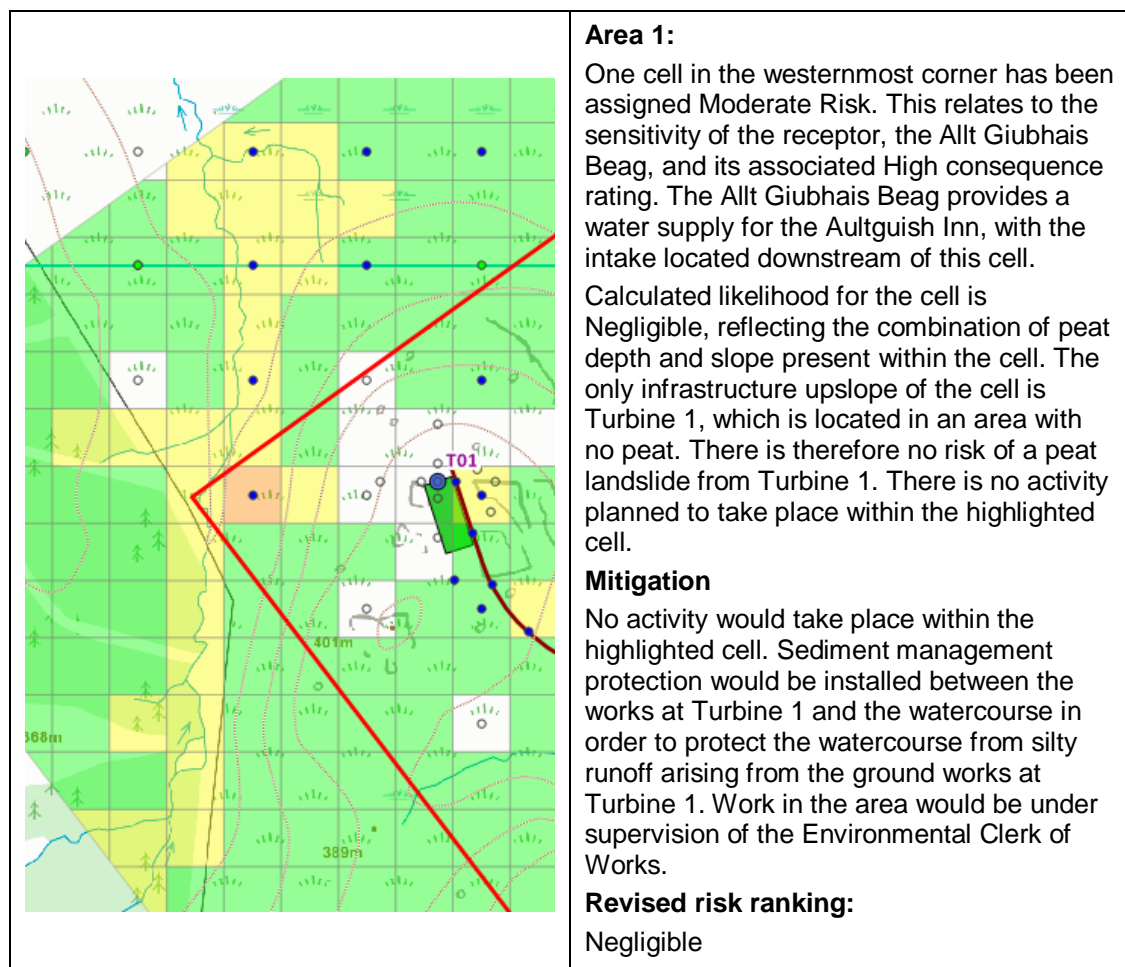 T01
401m
668m
389m
Area 1:
One cell in the westernmost corner has been
assigned Moderate Risk. This relates to the
sensitivity of the receptor, the Allt Giubhais
Beag, and its associated High consequence
rating. The Allt Giubhais Beag provides a
water supply for the Aultguish Inn, with the
intake located downstream of this cell.
Calculated likelihood for the cell is
Negligible, reflecting the combination of peat
depth and slope present within the cell. The
only infrastructure upslope of the cell is
Turbine 1, which is located in an area with
no peat. There is therefore no risk of a peat
landslide from Turbine 1. There is no activity
planned to take place within the highlighted
cell.
Mitigation
No activity would take place within the
highlighted cell. Sediment management
protection would be installed between the
works at Turbine 1 and the watercourse in
order to protect the watercourse from silty
runoff arising from the ground works at
Turbine 1. Work in the area would be under
supervision of the Environmental Clerk of
Works.
Revised risk ranking:
Negligible